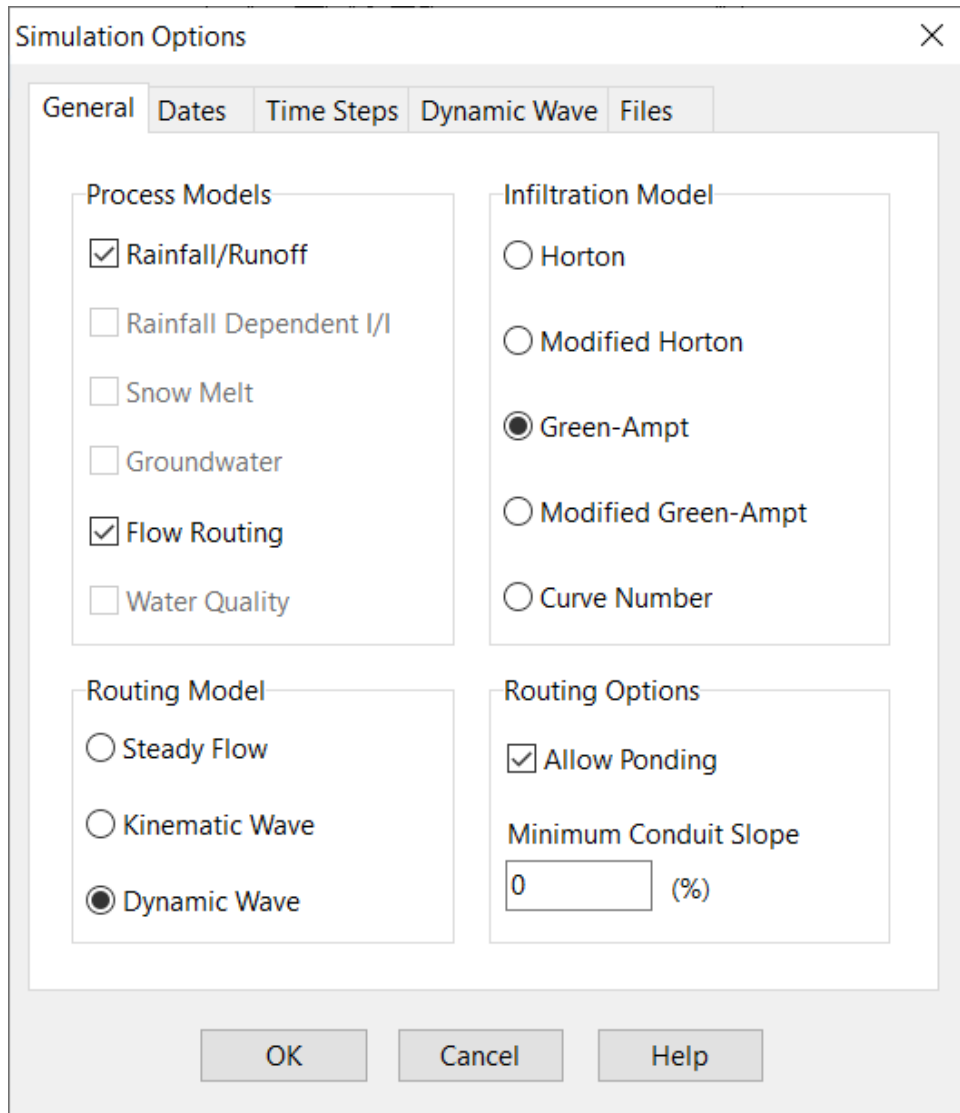 Simulation Options
General
Dates
Time Steps
Dynamic Wave
Files
Process Models
Rainfall/Runoff
Rainfall Dependent I/I
Snow Melt
Groundwater
Flow Routing
Water Quality
Infiltration Model
Horton
Modified Horton
Green-Ampt
Modified Green-Ampt
Curve Number
Routing Model
Steady Flow
Kinematic Wave
Dynamic Wave
Routing Options
Allow Ponding
Minimum Conduit Slope
0 (%)
OK
Cancel
Help